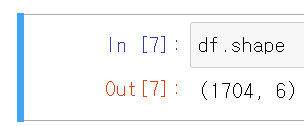 In [7]: df.shape
Out[7]: (1704, 6)